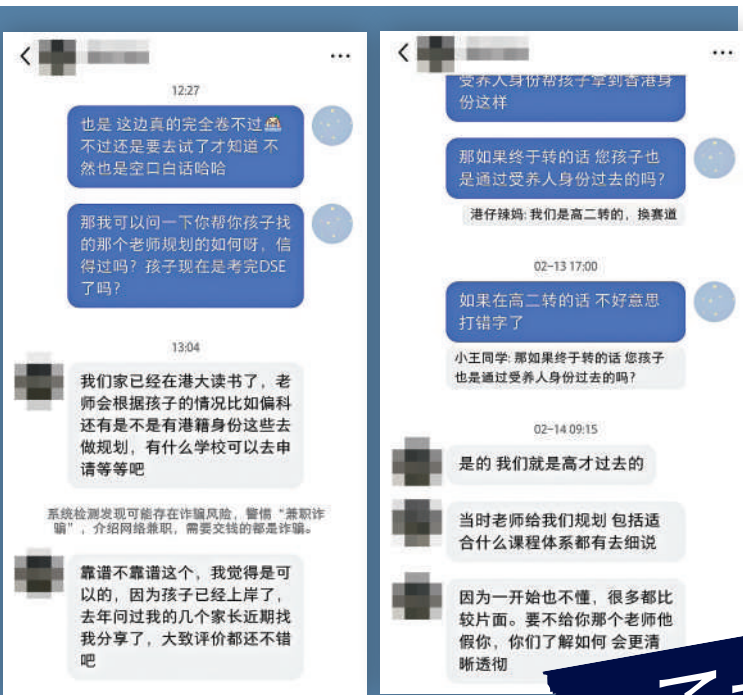 12:27
也是 这边真的完全卷不过
不过还是要去试了才知道 不
然也是空口白话哈哈
那我可以问一下你帮你孩子找
的那个老师规划的如何呀，信
得过吗？孩子现在是考完DSE
了吗？
13:04
我们家已经在港大读书了，老
师会根据孩子的情况比如偏科
还有是不是有港籍身份这些去
做规划，有什么学校可以去申
请等等吧
系统检测发现可能存在诈骗风险，警惕“兼职诈
骗”，介绍网络兼职，需要交钱的都是诈骗。
靠谱不靠谱这个，我觉得是可
以的，因为孩子已经上岸了，
去年问过我的几个家长近期找
我分享了，大致评价都还不错
吧
受养人身份帮孩子拿到香港身
份这样
那如果终于转的话 您孩子也
是通过受养人身份过去的吗？
港仔辣妈: 我们是高二转的，换赛道
02-13 17:00
如果在高二转的话 不好意思
打错字了
小王同学: 那如果终于转的话 您孩子
也是通过受养人身份过去的吗？
02-14 09:15
是的 我们就是高才过去的
当时老师给我们规划 包括适
合什么课程体系都有去细说
因为一开始也不懂，很多都比
较片面。要不给你那个老师他
假你，你们了解如何 会更清
晰透彻